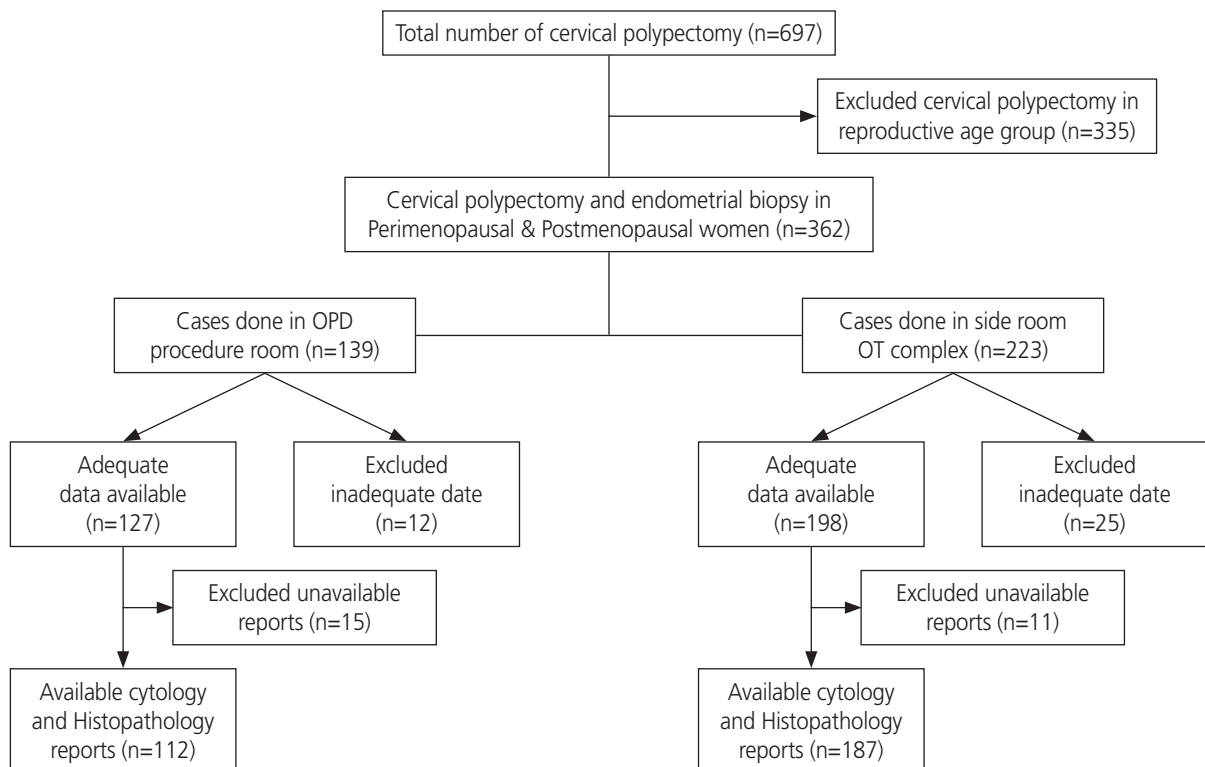 Total number of cervical polypectomy (n=697)
Excluded cervical polypectomy in
reproductive age group (n=335)
Cervical polypectomy and endometrial biopsy in
Perimenopausal & Postmenopausal women (n=362)
Cases done in OPD
procedure room (n=139)
Cases done in side room
OT complex (n=223)
Adequate
data available
(n=127)
Excluded
inadequate date
(n=12)
Adequate
data available
(n=198)
Excluded
inadequate date
(n=25)
Excluded unavailable
reports (n=15)
Excluded unavailable
reports (n=11)
Available cytology
and Histopathology
reports (n=112)
Available cytology
and Histopathology
reports (n=187)